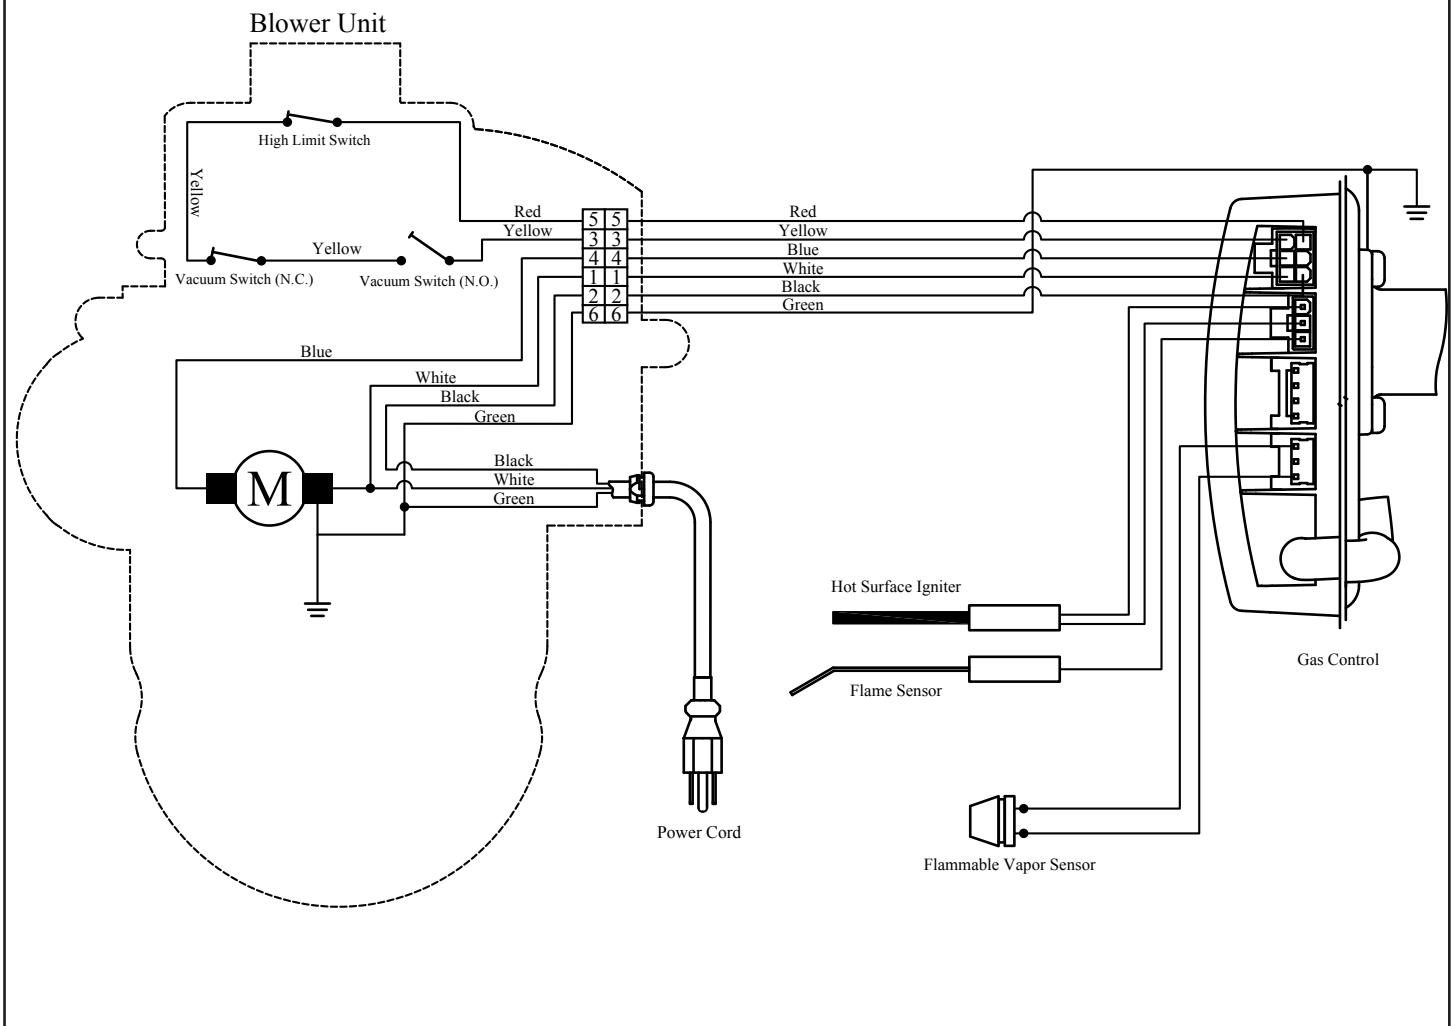 Blower Unit
High Limit Switch
Yellow
Yellow
Vacuum Switch (N.C.)
Vacuum Switch (N.O.)
Red
Yellow
5 5
3 3
4 4
1 1
2 2
6 6
Red
Yellow
Blue
White
Black
Green
Blue
White
Black
Green
Black
White
Green
M
Hot Surface Igniter
Flame Sensor
Gas Control
Power Cord
Flammable Vapor Sensor